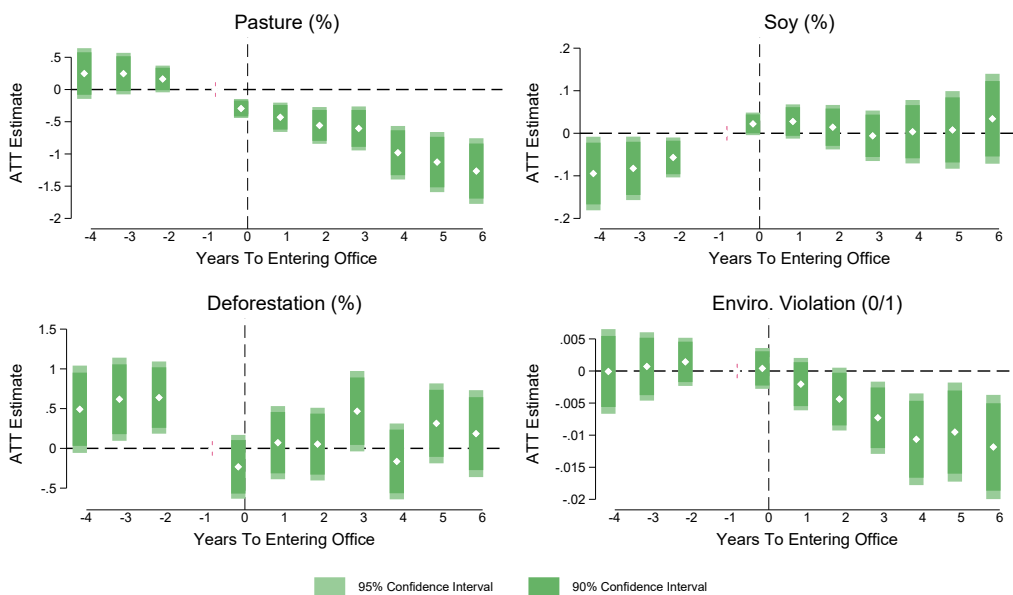 Pasture (%)
ATT Estimate
.5
0
-.5
-1
-1.5
-2
-4 -3 -2 -1 0 1 2 3 4 5 6
Years To Entering Office
Soy (%)
ATT Estimate
.2
.1
0
-.1
-.2
-4 -3 -2 -1 0 1 2 3 4 5 6
Years To Entering Office
Deforestation (%)
ATT Estimate
1.5
1
.5
0
-.5
-4 -3 -2 -1 0 1 2 3 4 5 6
Years To Entering Office
Enviro. Violation (0/1)
ATT Estimate
.005
0
-.005
-.01
-.015
-.02
-4 -3 -2 -1 0 1 2 3 4 5 6
Years To Entering Office
95% Confidence Interval 90% Confidence Interval